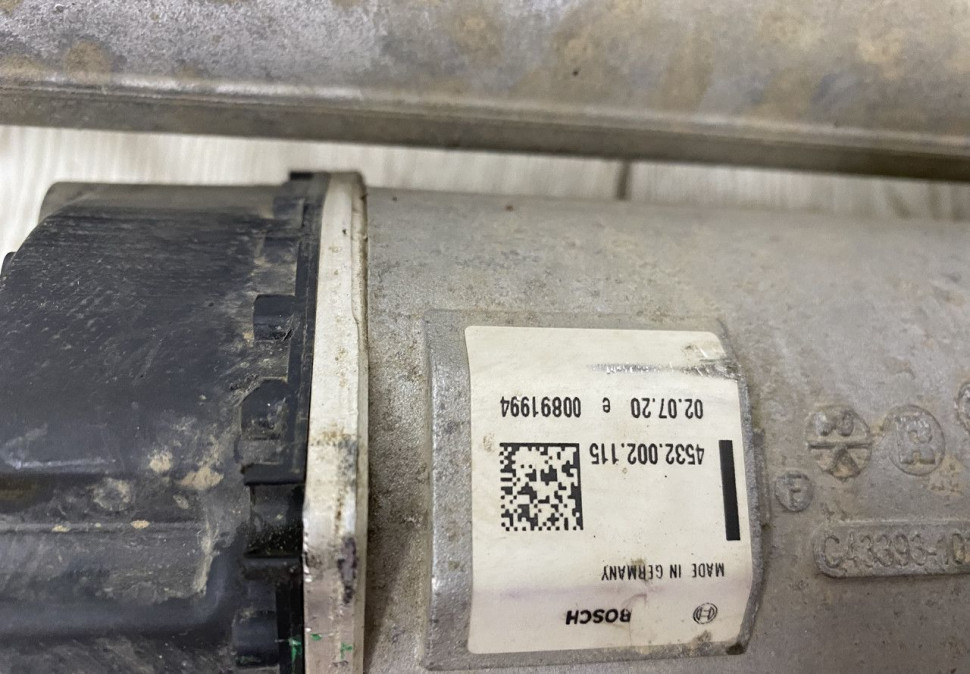 BOSCH
MADE IN GERMANY
4532.002.115
02.07.20 e 00891994